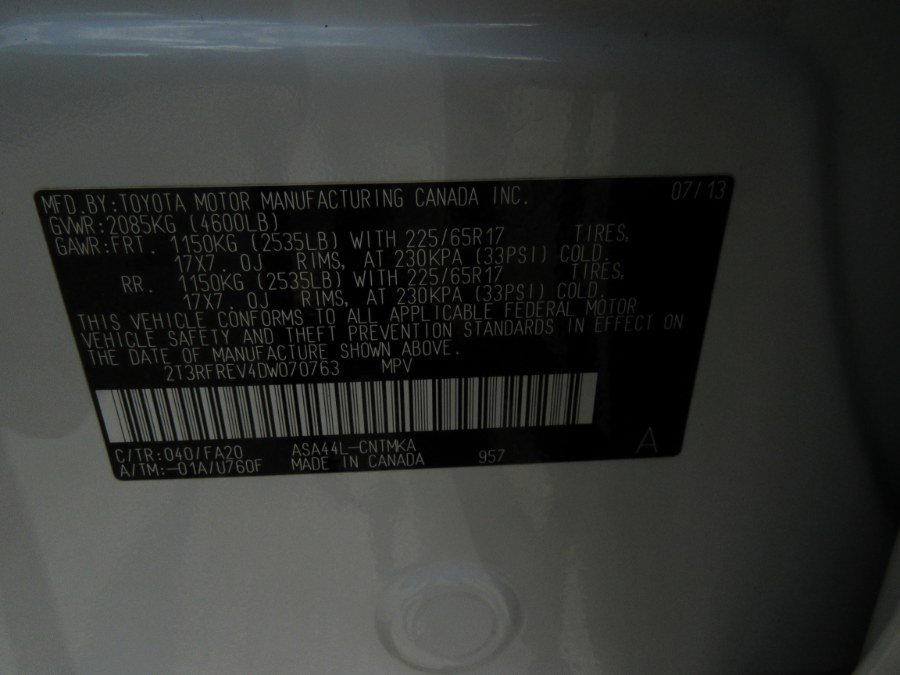 MFD.BY:TOYOTA MOTOR MANUFACTURING CANADA INC. 07/13
GVWR:2085KG (4600LB)
GAWR:FRT. 1150KG (2535LB) WITH 225/65R17 TIRES,
17X7.0J RIMS, AT 230KPA (33PSI) COLD.
RR. 1150KG (2535LB) WITH 225/65R17 TIRES,
17X7.0J RIMS, AT 230KPA (33PSI) COLD.
THIS VEHICLE CONFORMS TO ALL APPLICABLE FEDERAL MOTOR
VEHICLE SAFETY AND THEFT PREVENTION STANDARDS IN EFFECT ON
THE DATE OF MANUFACTURE SHOWN ABOVE.
2T3RFREV4DW070763 MPV
C/TR:040/FA20 ASA44L-CNTMKA
A/TM:-01A/U760F MADE IN CANADA 957 A